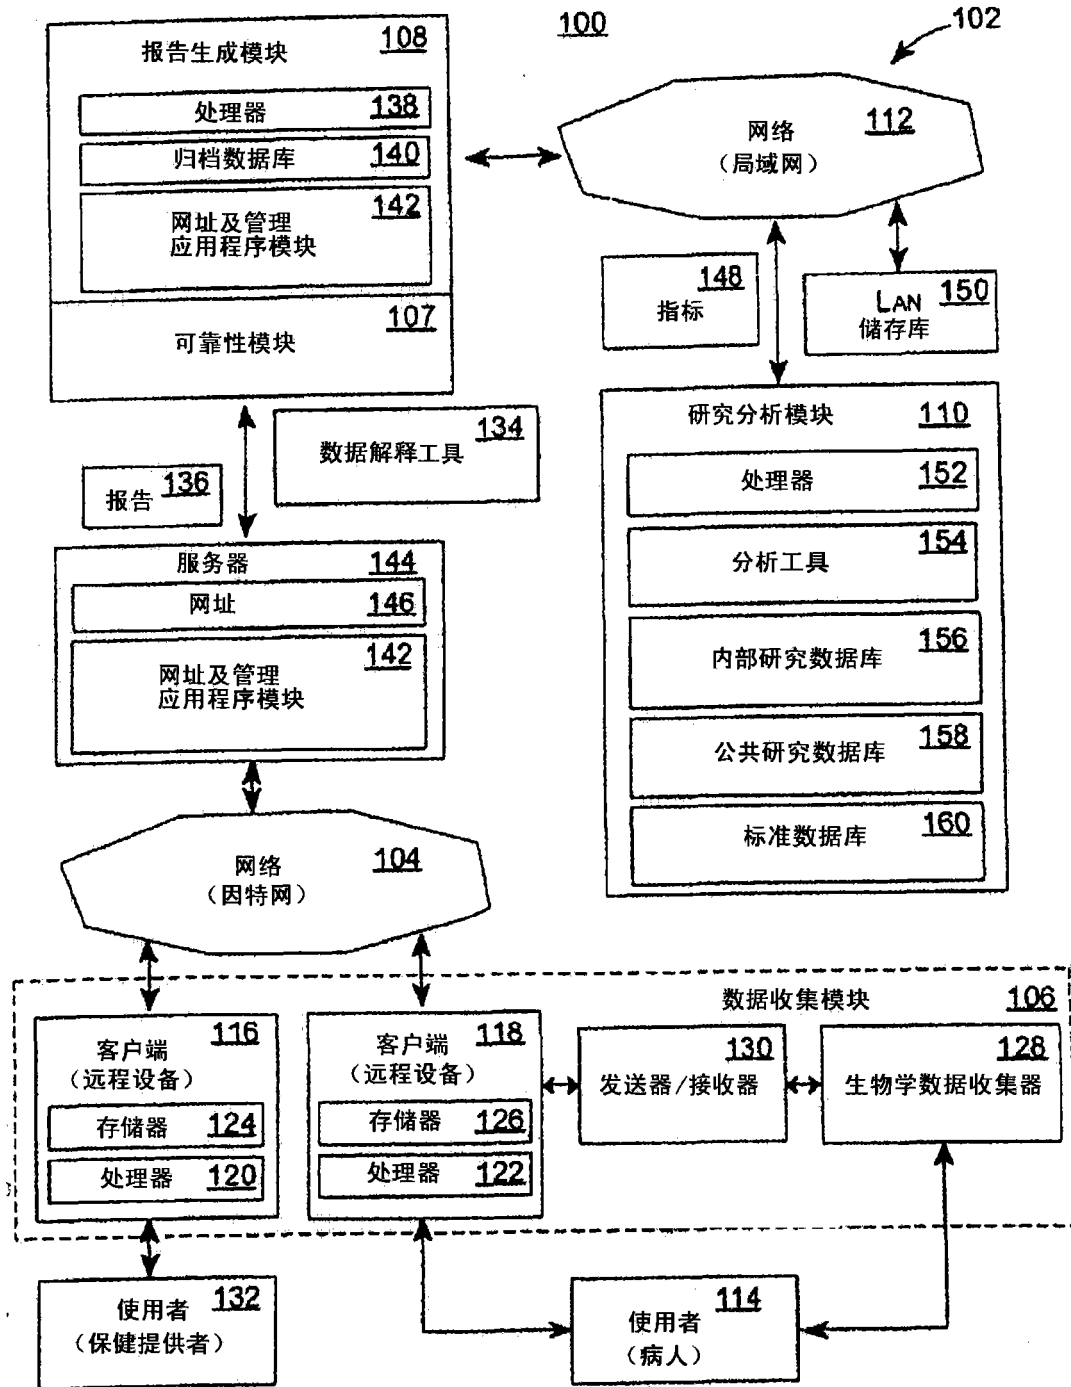 100
102
报告生成模块
108
处理器
138
归档数据库
140
网址及管理
应用程序模块
142
可靠性模块
107
网络
(局域网)
112
指标
148
LAN
储存库
150
数据解释工具
134
报告
136
服务器
144
网址
146
网址及管理
应用程序模块
142
研究分析模块
110
处理器
152
分析工具
154
内部研究数据库
156
公共研究数据库
158
标准数据库
160
网络
(因特网)
104
数据收集模块
106
客户端
(远程设备)
116
存储器
124
处理器
120
客户端
(远程设备)
118
存储器
126
处理器
122
发送器/接收器
130
生物学数据收集器
128
使用者
(保健提供者)
132
使用者
(病人)
114